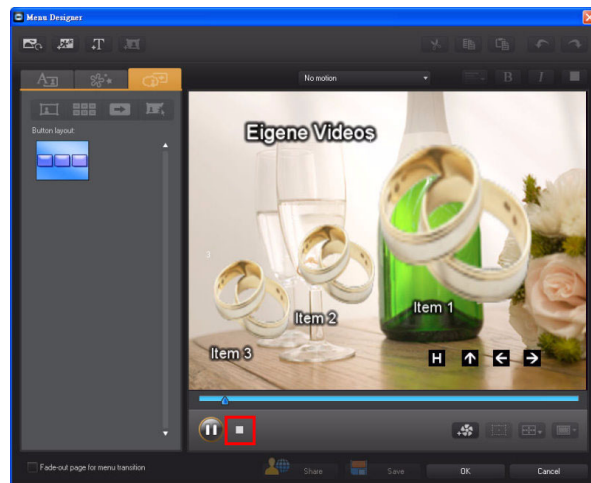 Menu Designer
No motion
B I
Button layout:
Eigene Videos
3
Item 1
Item 2
Item 3
H
Fade-out page for menu transition
Share
Save
OK
Cancel